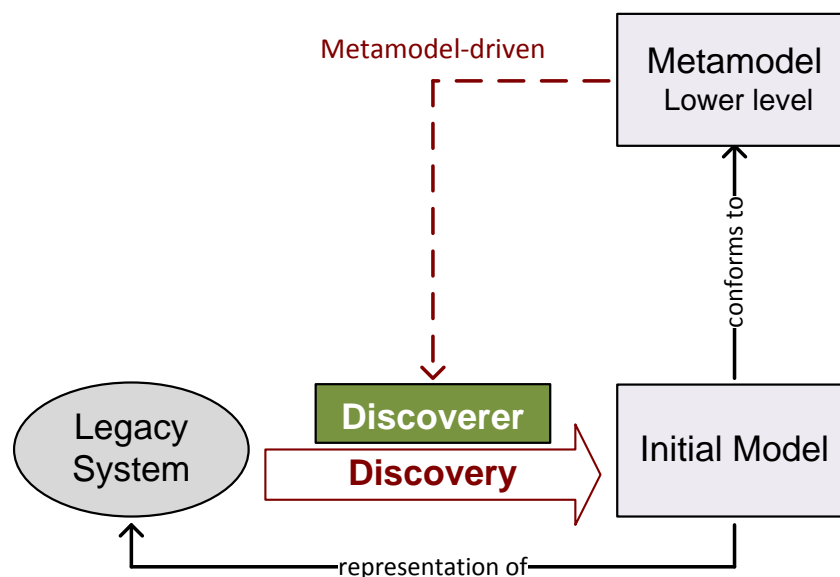 Metamodel-driven
Metamodel
Lower level
conforms to
Legacy
System
Discoverer
Discovery
Initial Model
representation of